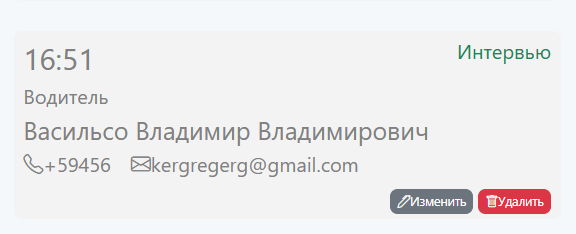 16:51 Интервью
Водитель
Васильсо Владимир Владимирович
+59456 kergregerg@gmail.com
Изменить Удалить